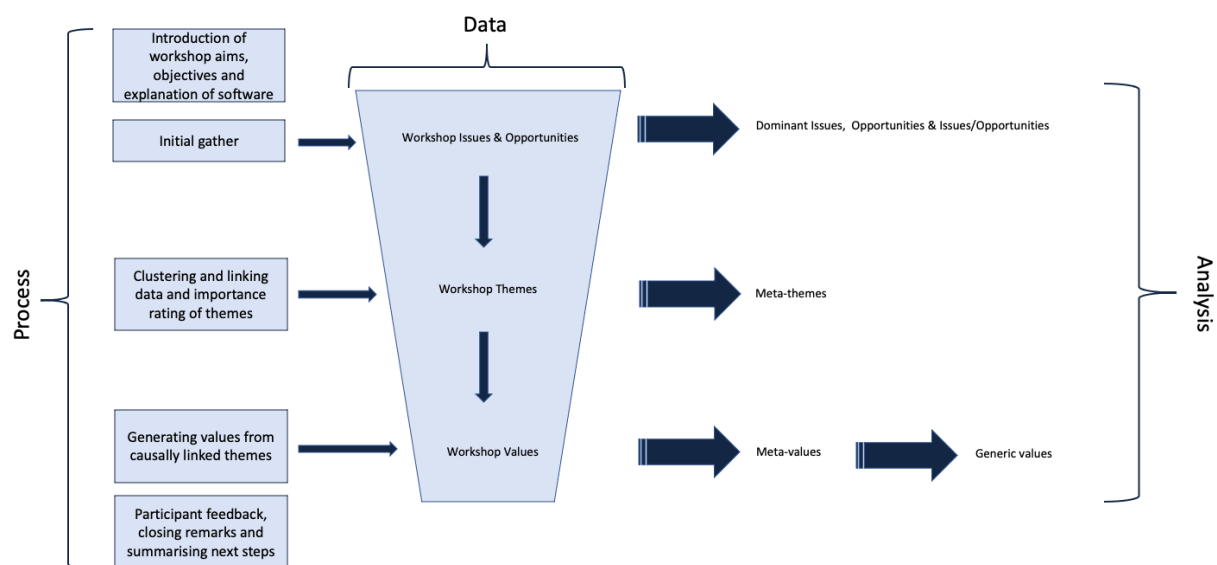 Data
Process
Introduction of
workshop aims,
objectives and
explanation of software
Initial gather
Workshop Issues & Opportunities
Dominant Issues, Opportunities & Issues/Opportunities
Clustering and linking
data and importance
rating of themes
Workshop Themes
Meta-themes
Generating values from
causally linked themes
Workshop Values
Meta-values
Generic values
Participant feedback,
closing remarks and
summarising next steps
Analysis